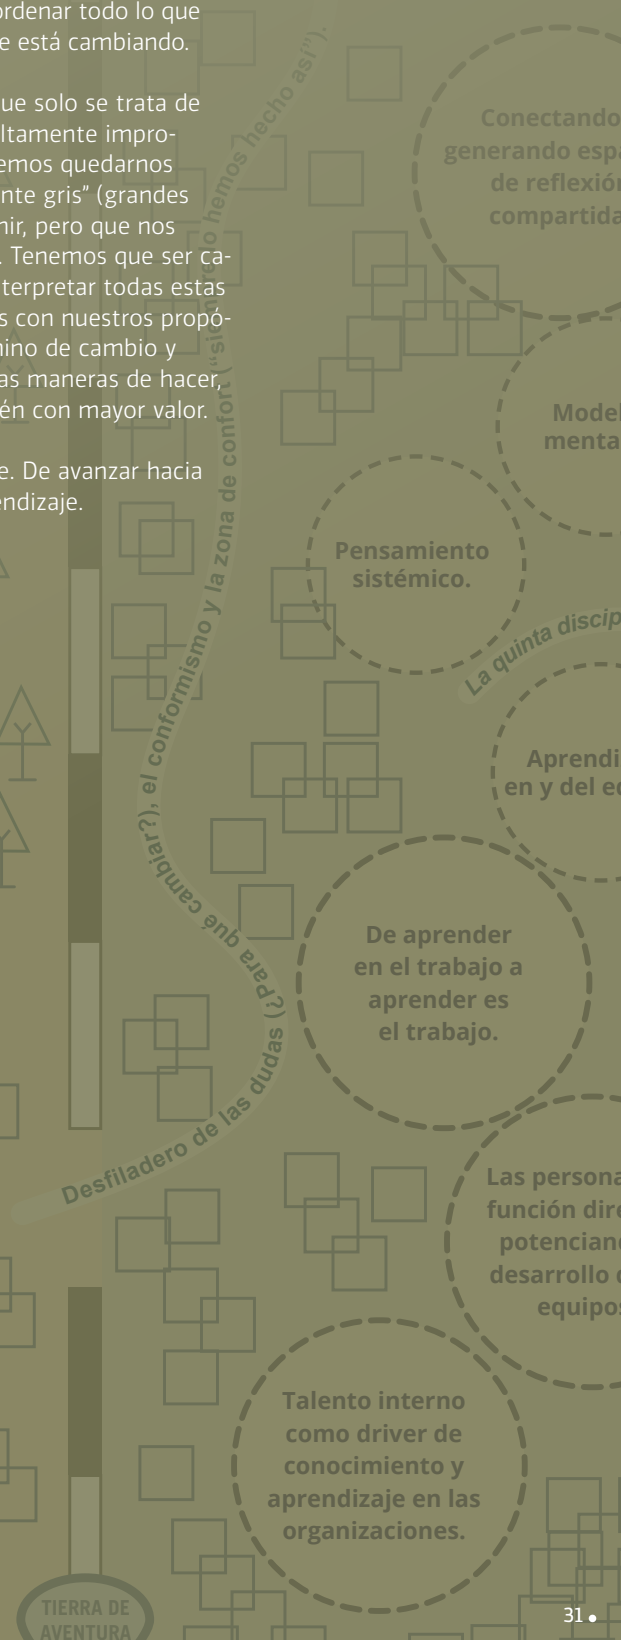 ordenar todo lo que
e está cambiando.
ue solo se trata de
ltamente impro-
emos quedarnos
nte gris" (grandes
nir, pero que nos
. Tenemos que ser ca-
terpretar todas estas
s con nuestros propó-
nino de cambio y
as maneras de hacer,
én con mayor valor.
e. De avanzar hacia
endizaje.
Conectando
generando espa
de reflexión
compartida
Model
menta
Pensamiento
sistémico.
La quinta discip
Aprendi
en y del eq
De aprender
en el trabajo a
aprender es
el trabajo.
Desfiladero de las dudas (¿Para qué cambiar?), el conformismo y la zona de confort ("siempre lo hemos hecho así").
Las persona
función dire
potenciand
desarrollo d
equipos
Talento interno
como driver de
conocimiento y
aprendizaje en las
organizaciones.
TIERRA DE
AVENTURA
31